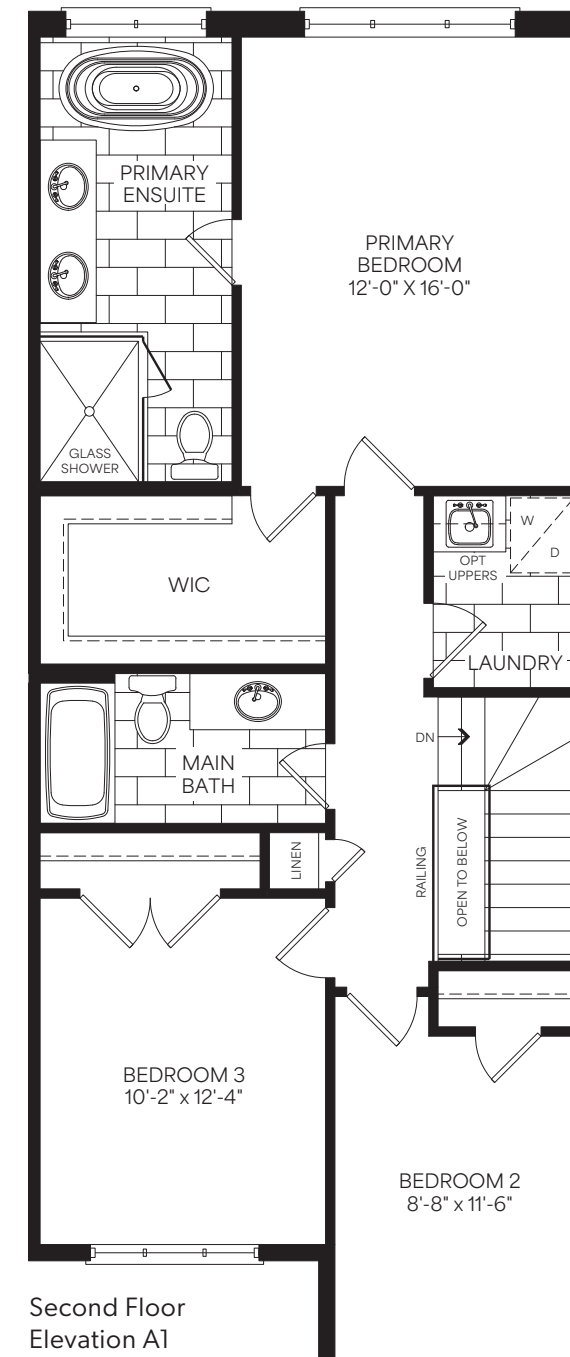 PRIMARY
ENSUITE
PRIMARY
BEDROOM
12'-0" X 16'-0"
GLASS
SHOWER
WIC
W
D
OPT
UPPERS
LAUNDRY
DN
MAIN
BATH
LINEN
RAILING
OPEN TO BELOW
BEDROOM 3
10'-2" x 12'-4"
BEDROOM 2
8'-8" x 11'-6"
Second Floor
Elevation A1